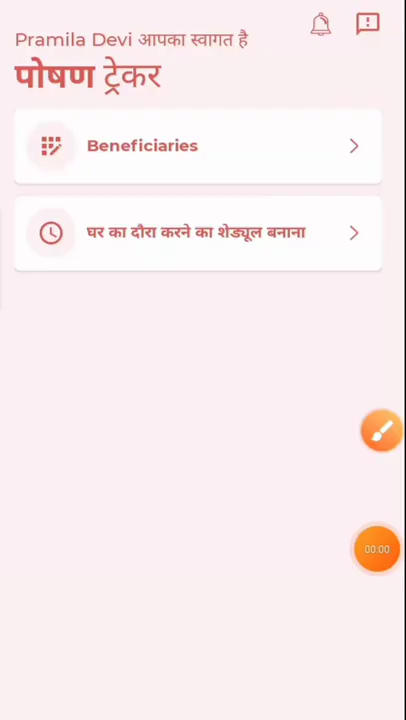 Pramila Devi आपका स्वागत है
पोषण ट्रेकर
Beneficiaries
घर का दौरा करने का शेड्यूल बनाना
00:00